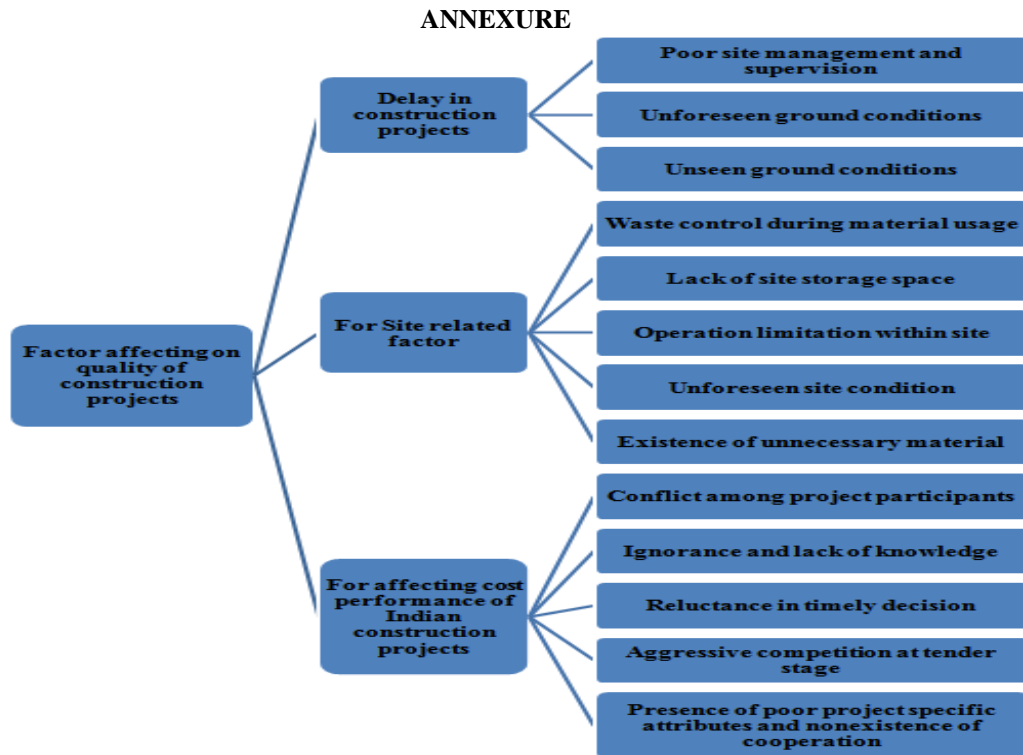 ANNEXURE
Delay in
construction
projects
Poor site management and
supervision
Unforeseen ground conditions
Unseen ground conditions
For Site related
factor
Waste control during material usage
Lack of site storage space
Operation limitation within site
Unforeseen site condition
Existence of unnecessary material
Factor affecting on
quality of
construction
projects
For affecting cost
performance of
Indian
construction
projects
Conflict among project participants
Ignorance and lack of knowledge
Reluctance in timely decision
Aggressive competition at tender
stage
Presence of poor project specific
attributes and nonexistence of
cooperation